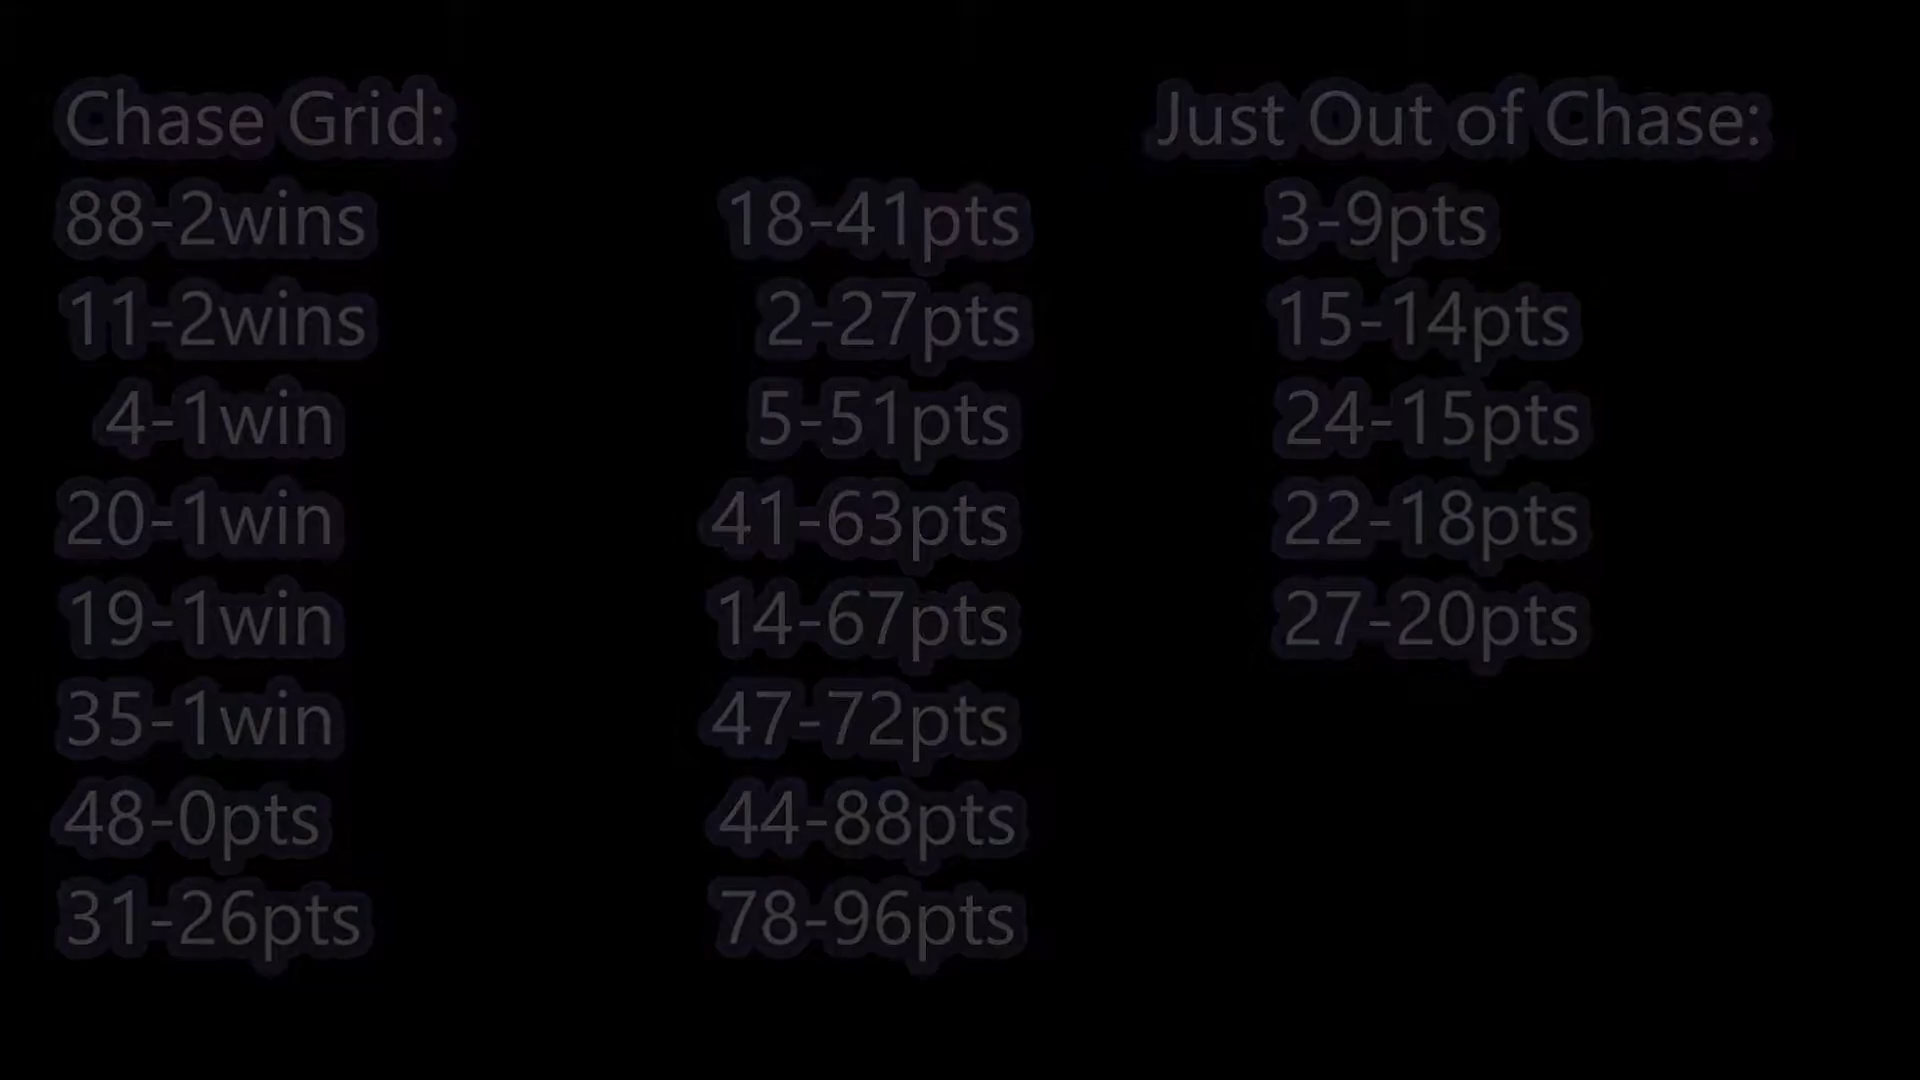 Chase Grid:
88-2wins
11-2wins
4-1win
20-1win
19-1win
35-1win
48-0pts
31-26pts
18-41pts
2-27pts
5-51pts
41-63pts
14-67pts
47-72pts
44-88pts
78-96pts
Just Out of Chase:
3-9pts
15-14pts
24-15pts
22-18pts
27-20pts